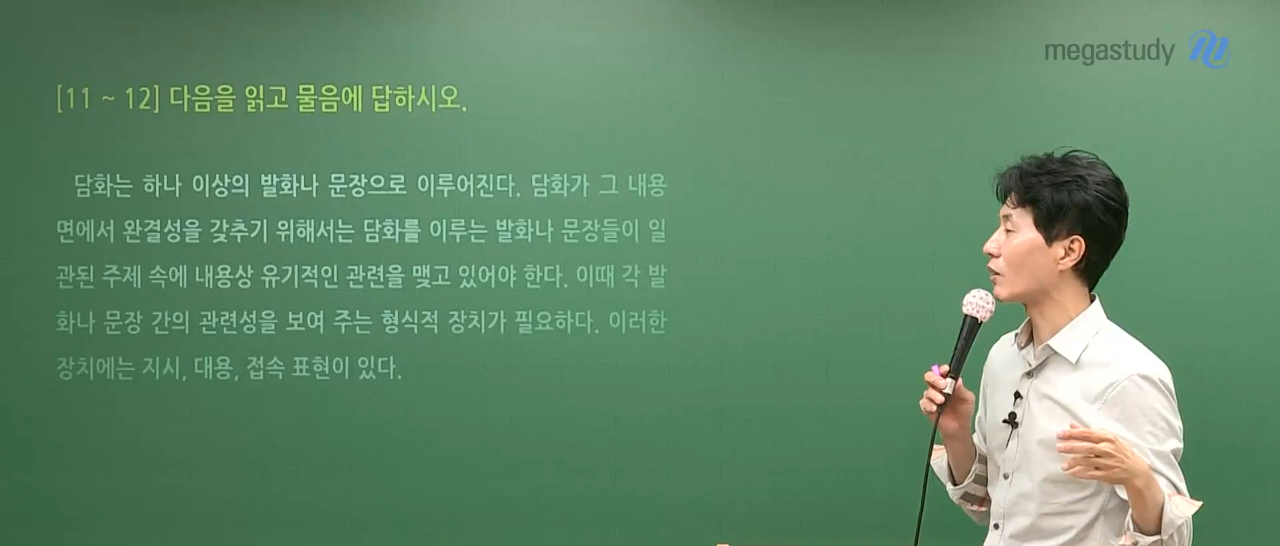 megastudy
[11 ~ 12] 다음을 읽고 물음에 답하시오.
담화는 하나 이상의 발화나 문장으로 이루어진다. 담화가 그 내용
면에서 완결성을 갖추기 위해서는 담화를 이루는 발화나 문장들이 일
관된 주제 속에 내용상 유기적인 관련을 맺고 있어야 한다. 이때 각 발
화나 문장 간의 관련성을 보여 주는 형식적 장치가 필요하다. 이러한
장치에는 지시, 대용, 접속 표현이 있다.